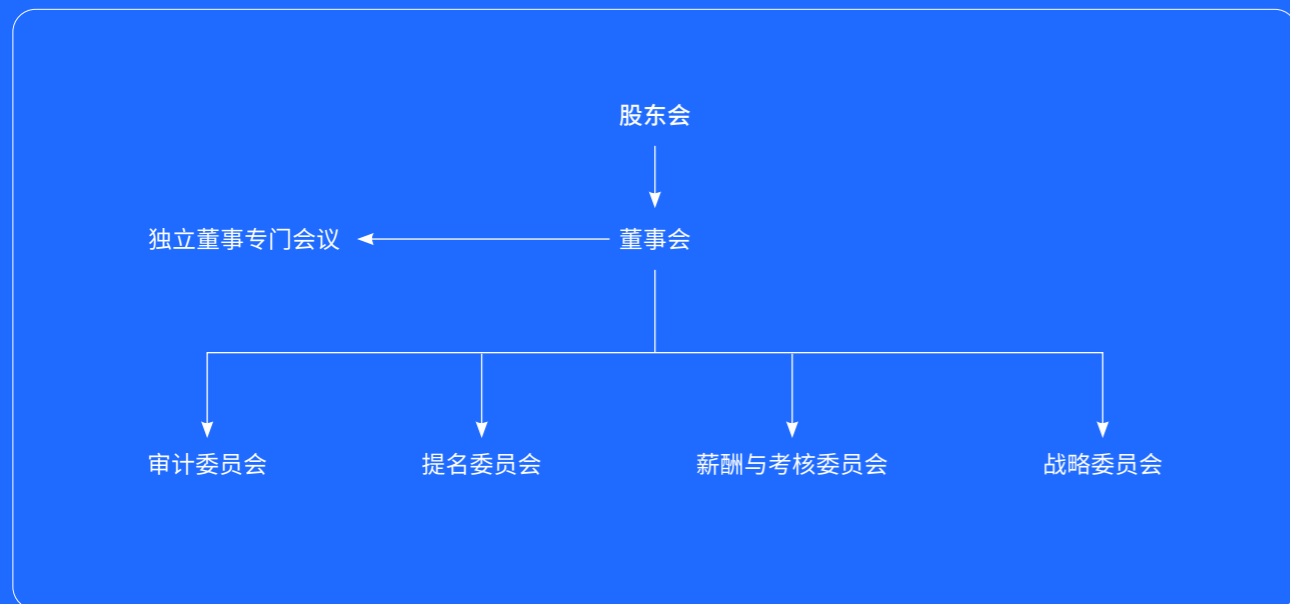 股东会
独立董事专门会议
董事会
审计委员会
提名委员会
薪酬与考核委员会
战略委员会